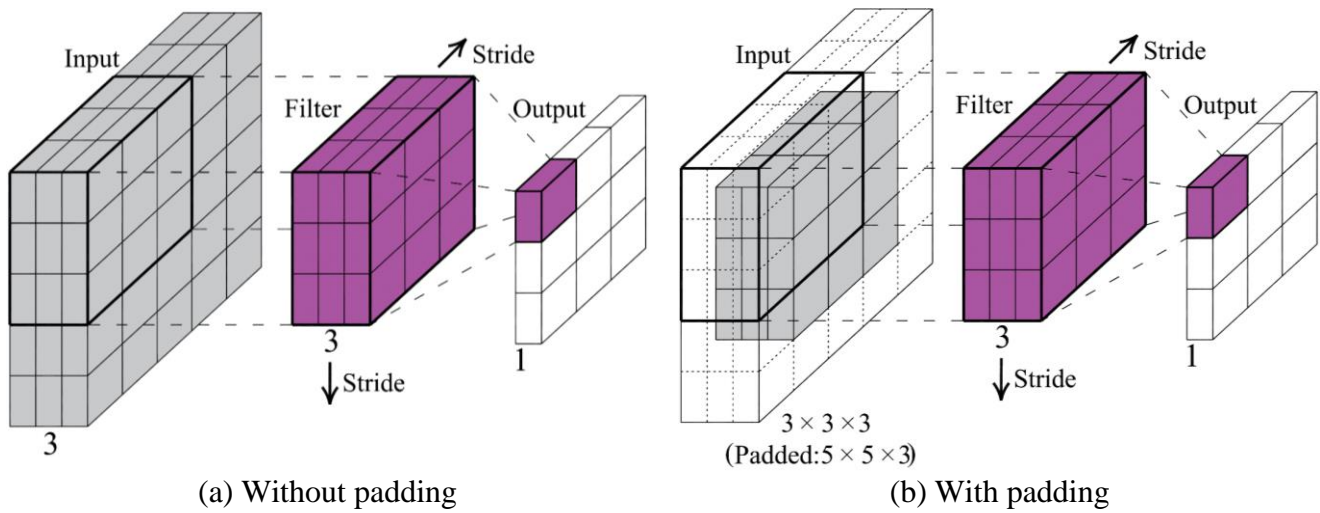 Input
Stride
Filter
Output
3
3
1
Stride
Input
Stride
Filter
Output
3
1
Stride
3 × 3 × 3
(Padded:5 × 5 ×3)
(a) Without padding
(b) With padding